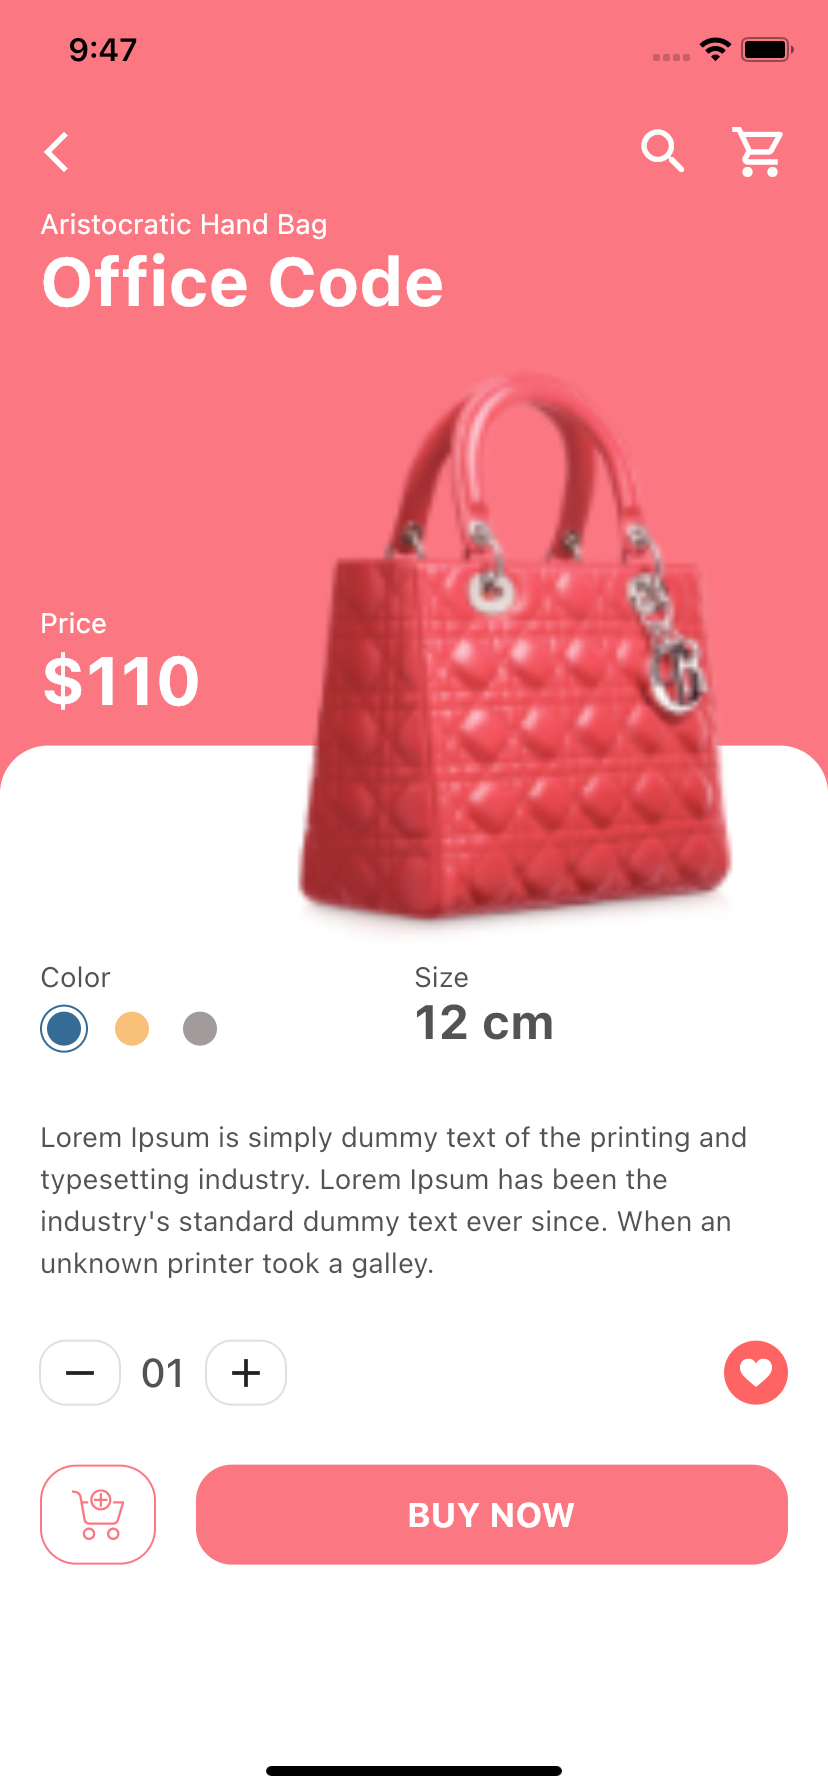 9:47
Aristocratic Hand Bag
Office Code
Price
$110
Color
Size
12 cm
Lorem Ipsum is simply dummy text of the printing and
typesetting industry. Lorem Ipsum has been the
industry's standard dummy text ever since. When an
unknown printer took a galley.
01
BUY NOW